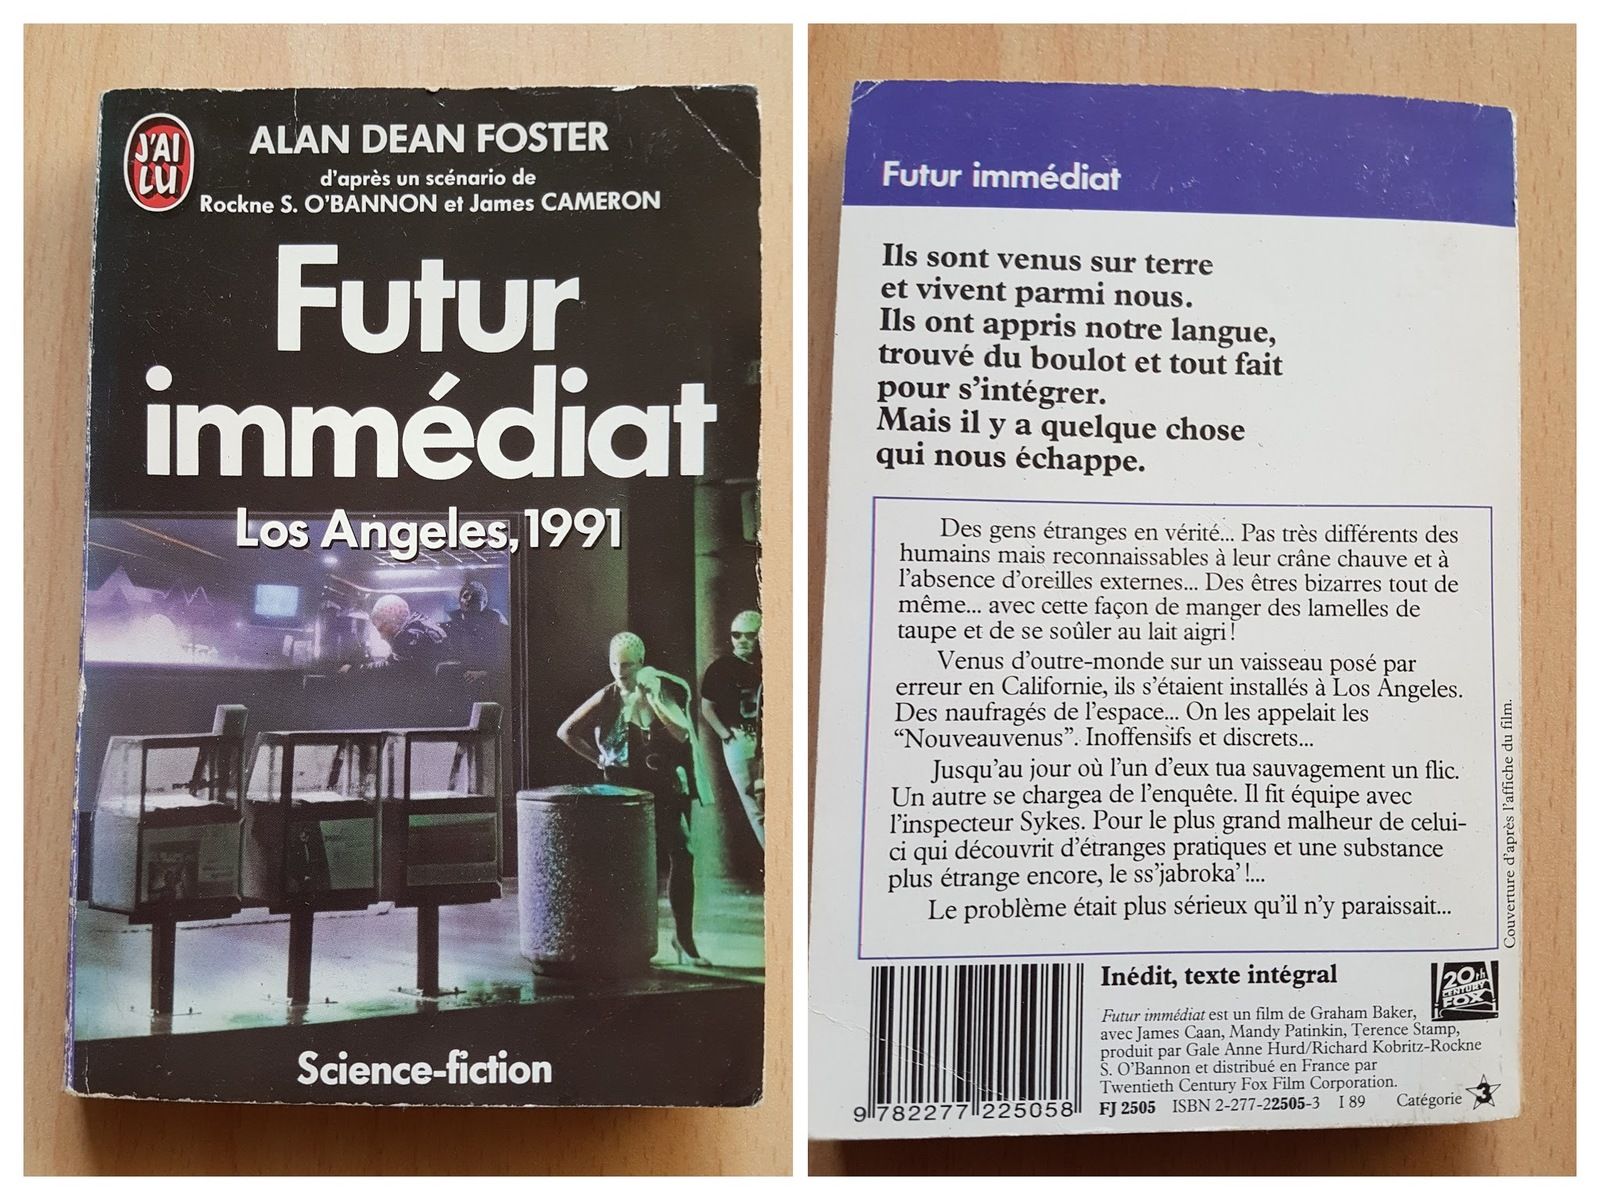 J'AI
LU
ALAN DEAN FOSTER
d'après un scénario de
Rockne S. O'BANNON et James CAMERON
Futur
immédiat
Los Angeles, 1991
Science-fiction
Futur immédiat
Ils sont venus sur terre
et vivent parmi nous.
Ils ont appris notre langue,
trouvé du boulot et tout fait
pour s'intégrer.
Mais il y a quelque chose
qui nous échappe.
Des gens étranges en vérité... Pas très différents des
humains mais reconnaissables à leur crâne chauve et à
l'absence d'oreilles externes... Des êtres bizarres tout de
même... avec cette façon de manger des lamelles de
taupe et de se soûler au lait aigri !
Venus d'outre-monde sur un vaisseau posé par
erreur en Californie, ils s'étaient installés à Los Angeles.
Des naufragés de l'espace... On les appelait les
“Nouveauvenus”. Inoffensifs et discrets...
Jusqu'au jour où l'un d'eux tua sauvagement un flic.
Un autre se chargea de l'enquête. Il fit équipe avec
l'inspecteur Sykes. Pour le plus grand malheur de celui-
ci qui découvrit d'étranges pratiques et une substance
plus étrange encore, le ss'jabroka' !...
Le problème était plus sérieux qu'il n'y paraissait...
Couverture d'après l'affiche du film.
Inédit, texte intégral
20th
CENTURY
FOX
Futur immédiat est un film de Graham Baker,
avec James Caan, Mandy Patinkin, Terence Stamp,
produit par Gale Anne Hurd/Richard Kobritz-Rockne
S. O'Bannon et distribué en France par
Twentieth Century Fox Film Corporation.
9 782277 225058
FJ 2505 ISBN 2-277-22505-3 I 89 Catégorie 3